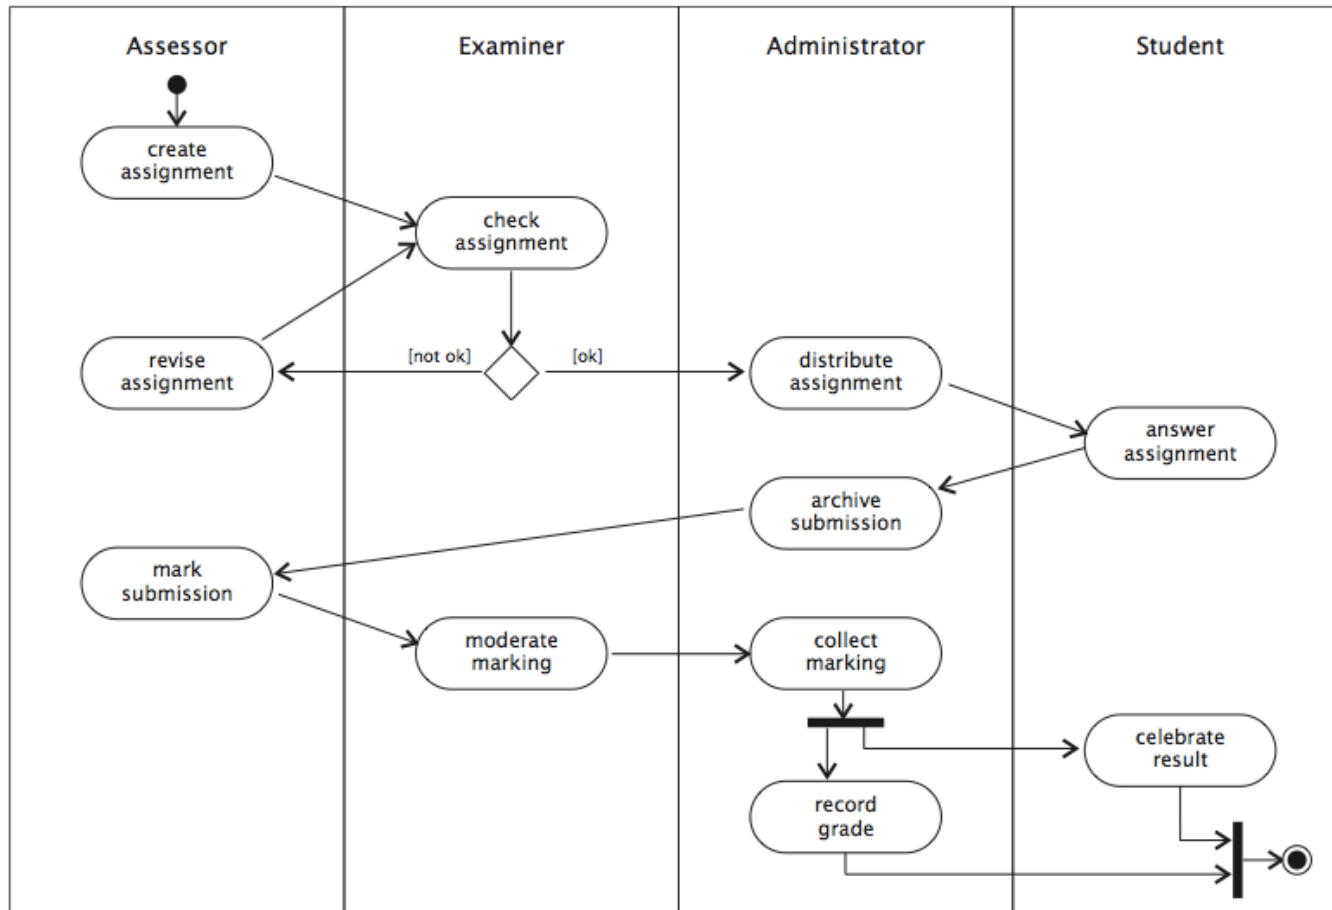 Assessor
Examiner
Administrator
Student
create
assignment
check
assignment
revise
assignment
[not ok]
[ok]
distribute
assignment
answer
assignment
archive
submission
mark
submission
moderate
marking
collect
marking
celebrate
result
record
grade